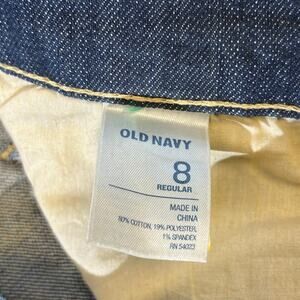 OLD NAVY
8
REGULAR
MADE IN
CHINA
80% COTTON, 19% POLYESTER,
1% SPANDEX
RN 54023